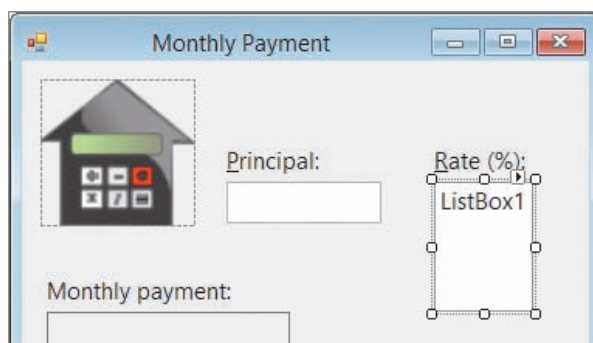 Monthly Payment
Principal:
Rate (%):
ListBox1
Monthly payment: